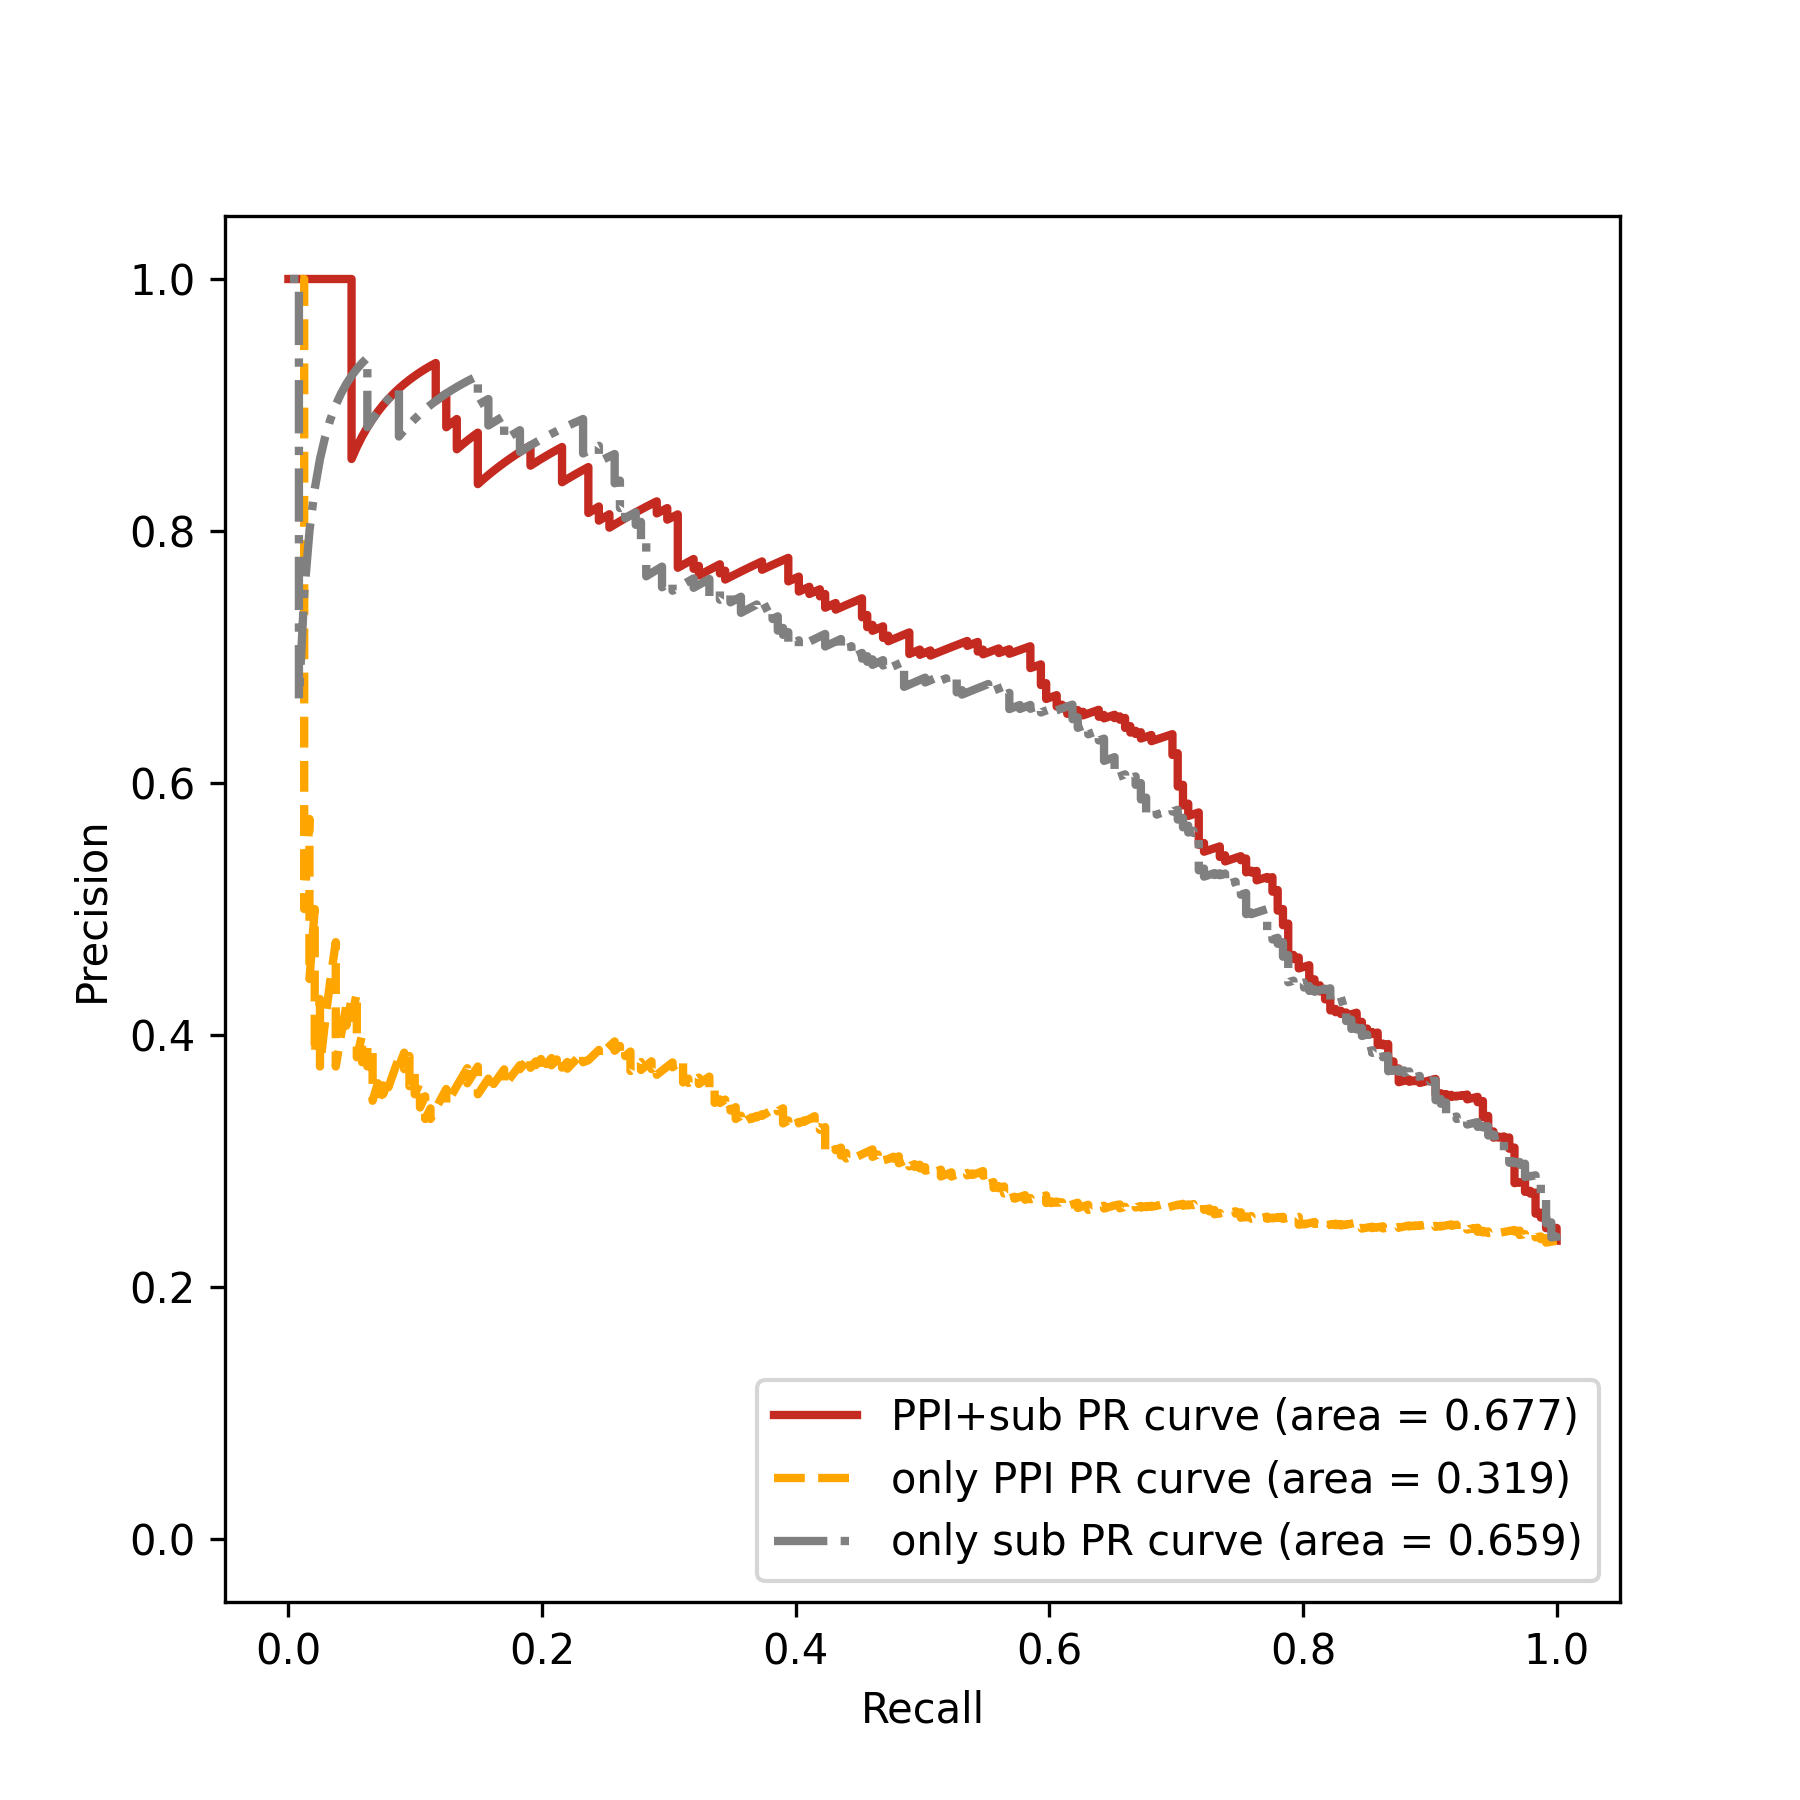 1.0
0.8
0.6
0.4
0.2
0.0
Precision
0.0 0.2 0.4 0.6 0.8 1.0
Recall
PPI+sub PR curve (area = 0.677)
only PPI PR curve (area = 0.319)
only sub PR curve (area = 0.659)